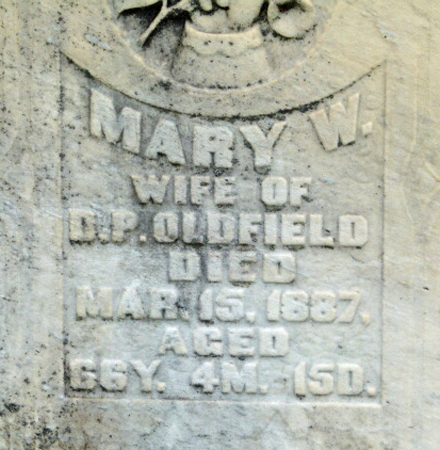 MARY W.
WIFE OF
D.P. OLDFIELD
DIED
MAR. 15, 1887,
AGED
66Y. 4M. 15D.